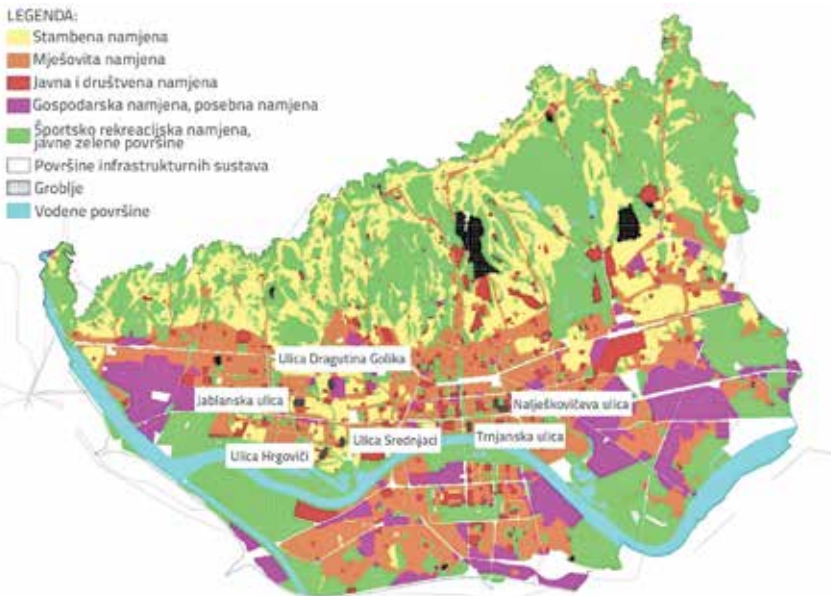 LEGENDA:
Stambena namjena
Mješovita namjena
Javna i društvena namjena
Gospodarska namjena, posebna namjena
Športsko rekreacijska namjena,
javne zelene površine
Površine infrastrukturnih sustava
Groblje
Vodene površine
Ulica Dragutina Golika
Jablanska ulica
Nalješkovićeva ulica
Ulica Srednjaci
Trnjanska ulica
Ulica Hrgovići